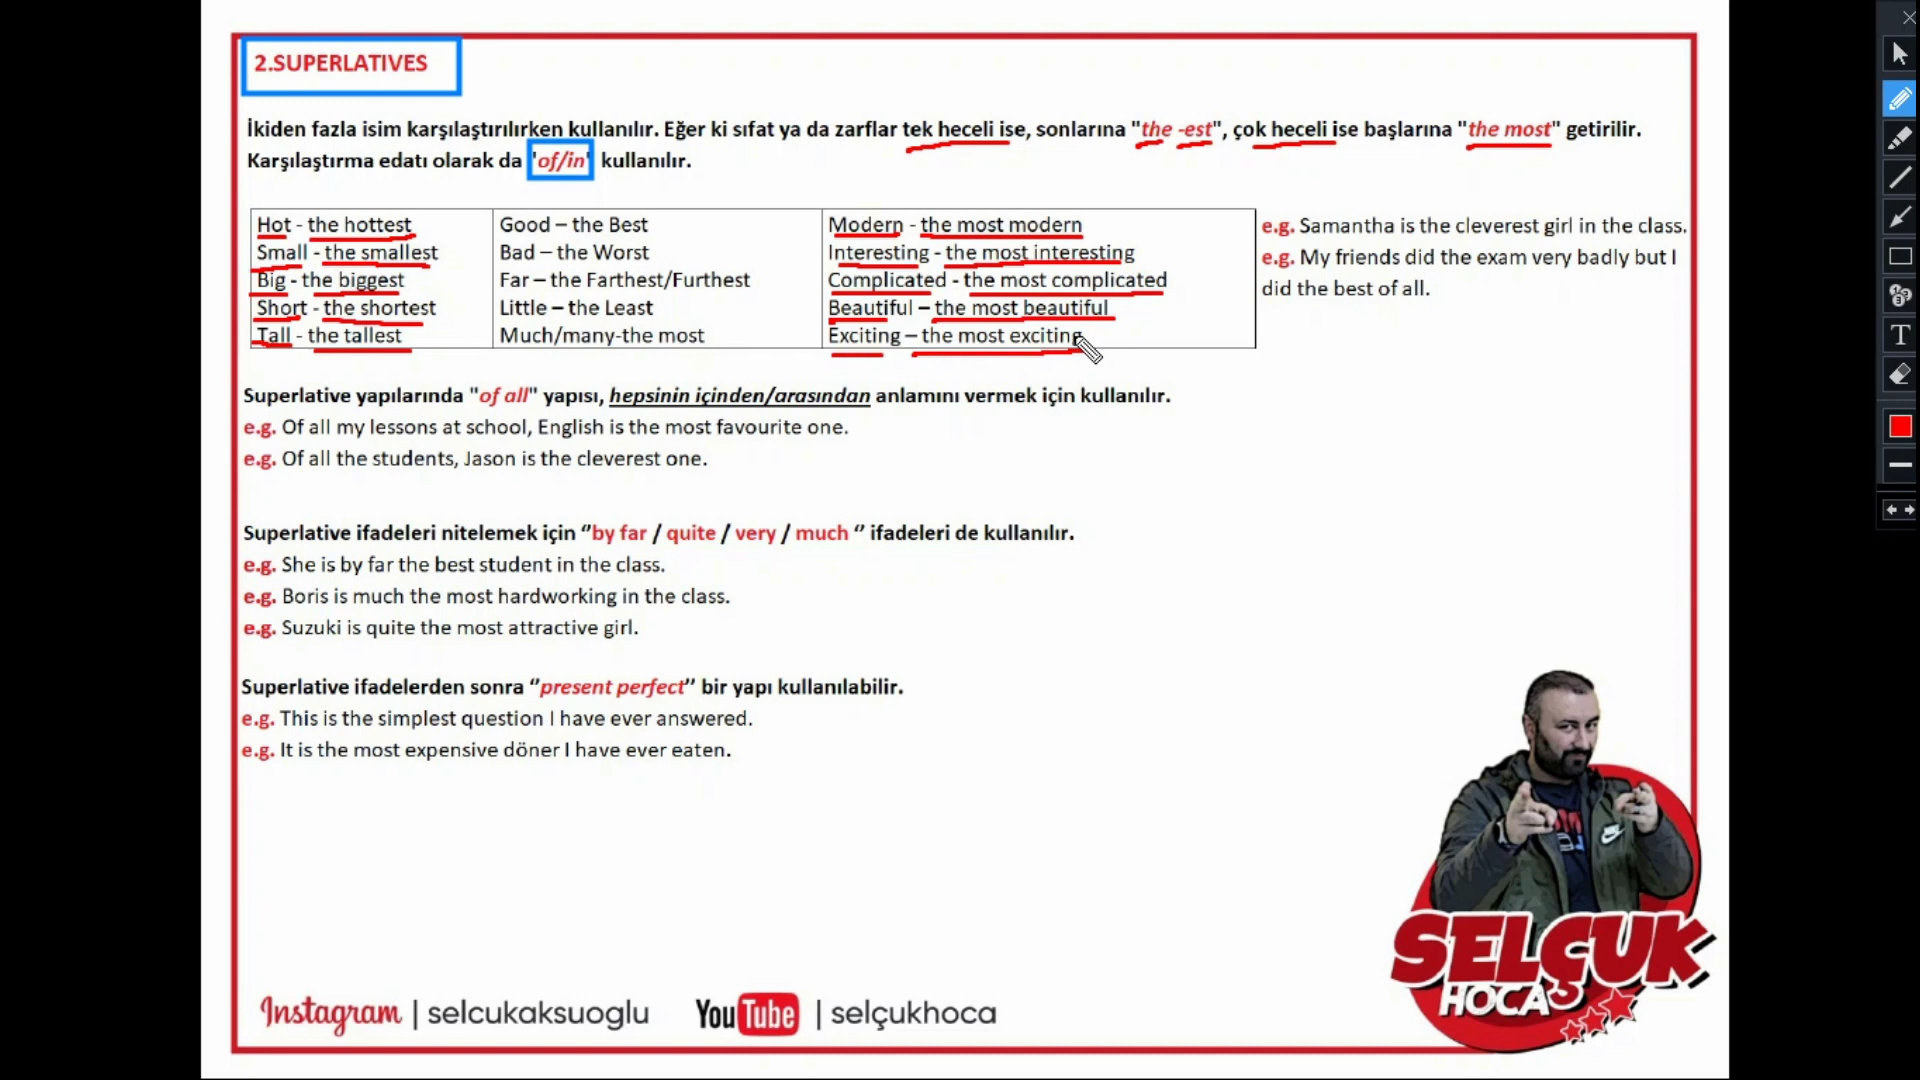 2.SUPERLATIVES
İkiden fazla isim karşılaştırılırken kullanılır. Eğer ki sıfat ya da zarflar tek heceli ise, sonlarına "the -est", çok heceli ise başlarına "the most" getirilir.
Karşılaştırma edatı olarak da "of/in" kullanılır.
Hot - the hottest
Small - the smallest
Big - the biggest
Short - the shortest
Tall - the tallest
Good – the Best
Bad – the Worst
Far – the Farthest/Furthest
Little – the Least
Much/many-the most
Modern - the most modern
Interesting - the most interesting
Complicated - the most complicated
Beautiful – the most beautiful
Exciting – the most exciting
e.g. Samantha is the cleverest girl in the class.
e.g. My friends did the exam very badly but I
did the best of all.
Superlative yapılarında "of all" yapısı, hepsinin içinden/arasından anlamını vermek için kullanılır.
e.g. Of all my lessons at school, English is the most favourite one.
e.g. Of all the students, Jason is the cleverest one.
Superlative ifadeleri nitelemek için ‘’by far / quite / very / much ‘’ ifadeleri de kullanılır.
e.g. She is by far the best student in the class.
e.g. Boris is much the most hardworking in the class.
e.g. Suzuki is quite the most attractive girl.
Superlative ifadelerden sonra ‘’present perfect’’ bir yapı kullanılabilir.
e.g. This is the simplest question I have ever answered.
e.g. It is the most expensive döner I have ever eaten.
SELÇUK
HOCA
Instagram | selcukaksuoglu YouTube | selçukhoca